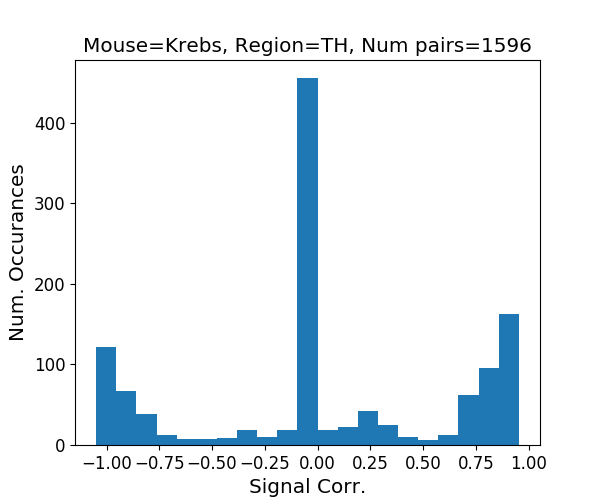 Mouse=Krebs, Region=TH, Num pairs=1596
Num. Occurances
400
300
200
100
0
−1.00 −0.75 −0.50 −0.25 0.00 0.25 0.50 0.75 1.00
Signal Corr.